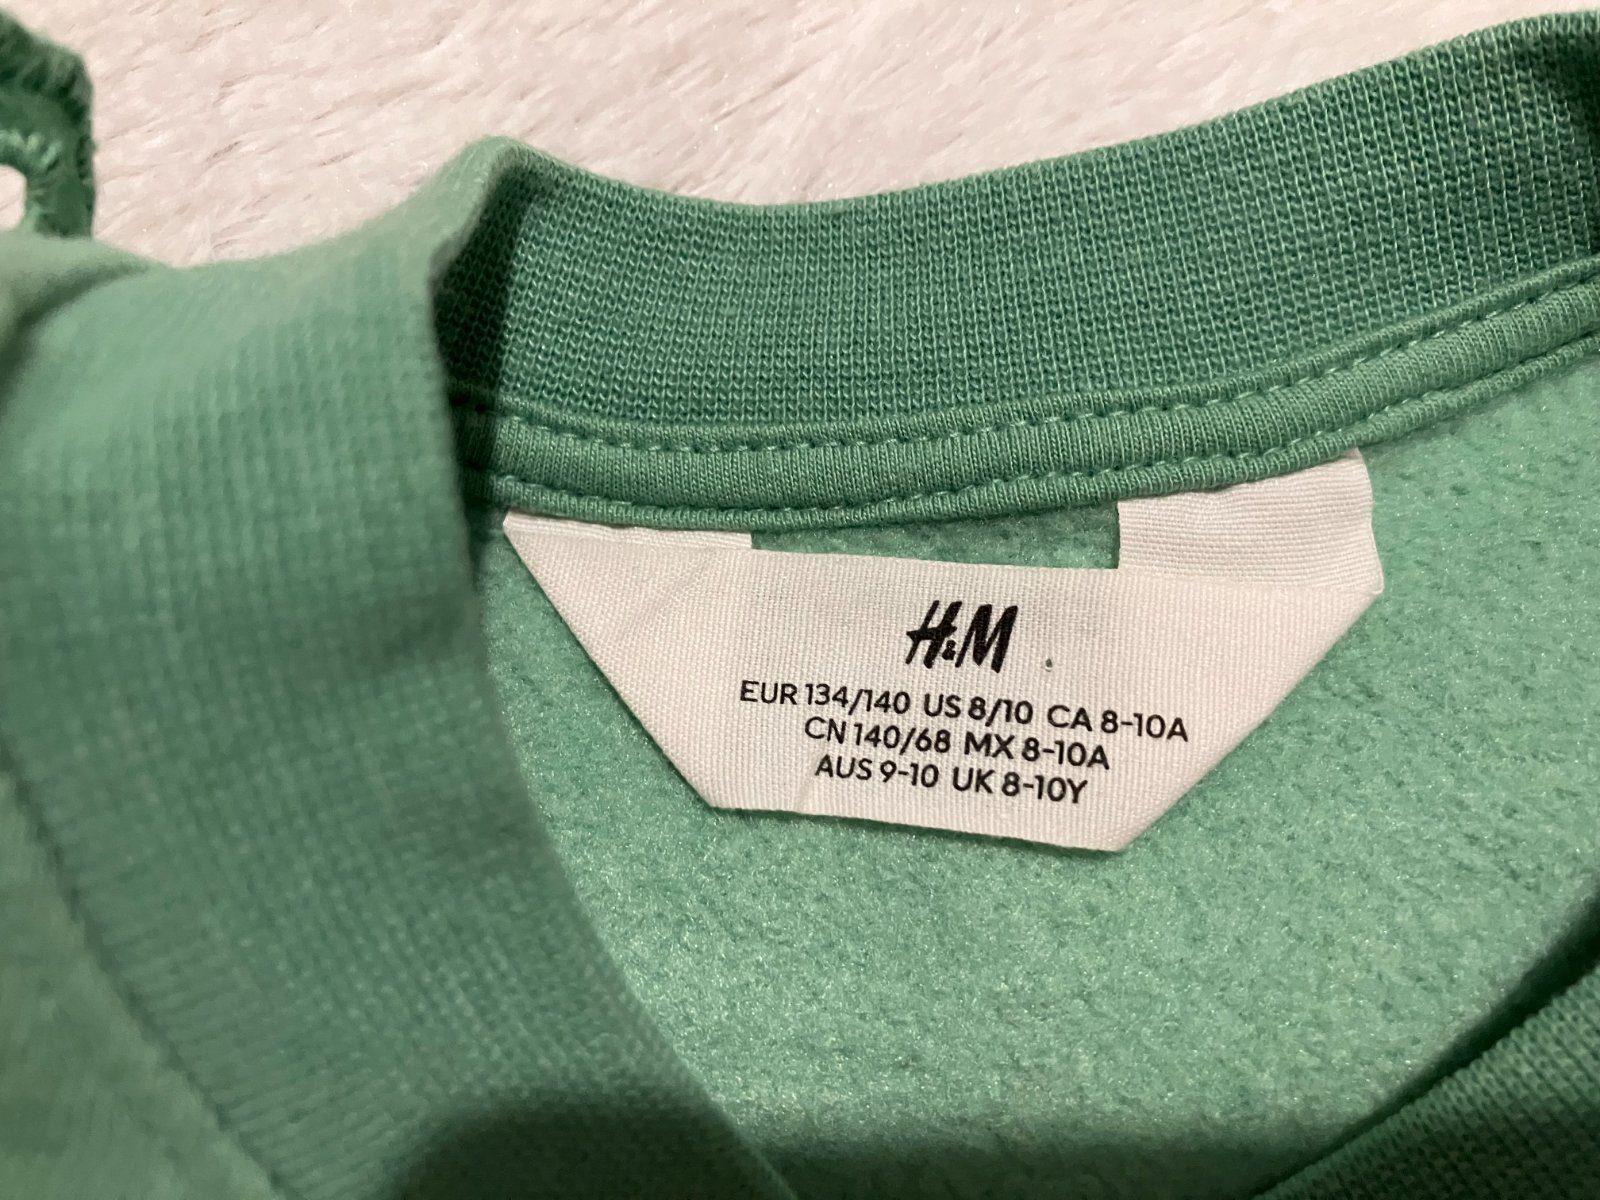 H&M
EUR 134/140 US 8/10 CA 8-10A
CN 140/68 MX 8-10A
AUS 9-10 UK 8-10Y